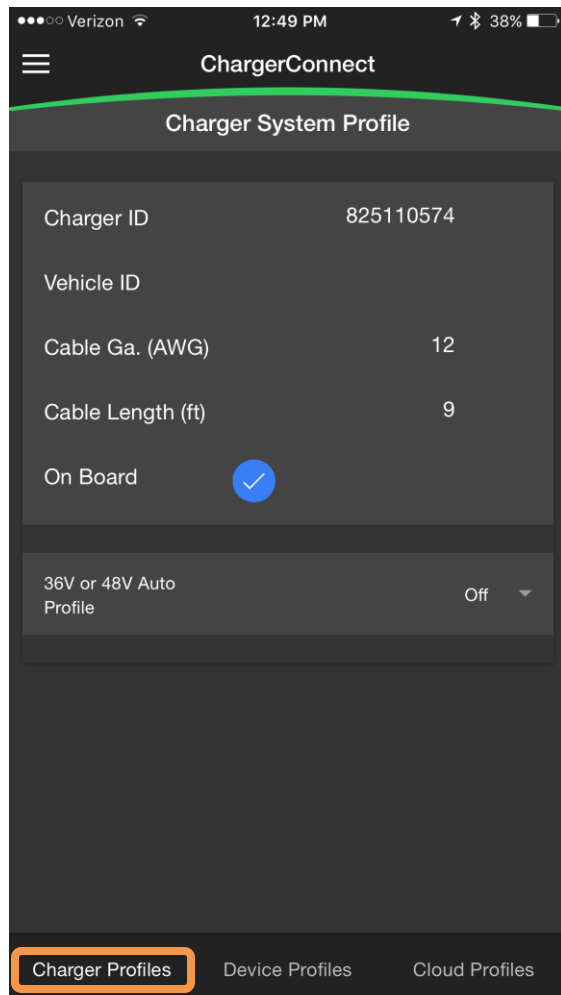 Verizon 12:49 PM 38%
ChargerConnect
Charger System Profile
Charger ID 825110574
Vehicle ID
Cable Ga. (AWG) 12
Cable Length (ft) 9
On Board
36V or 48V Auto
Profile
Off
Charger Profiles Device Profiles Cloud Profiles